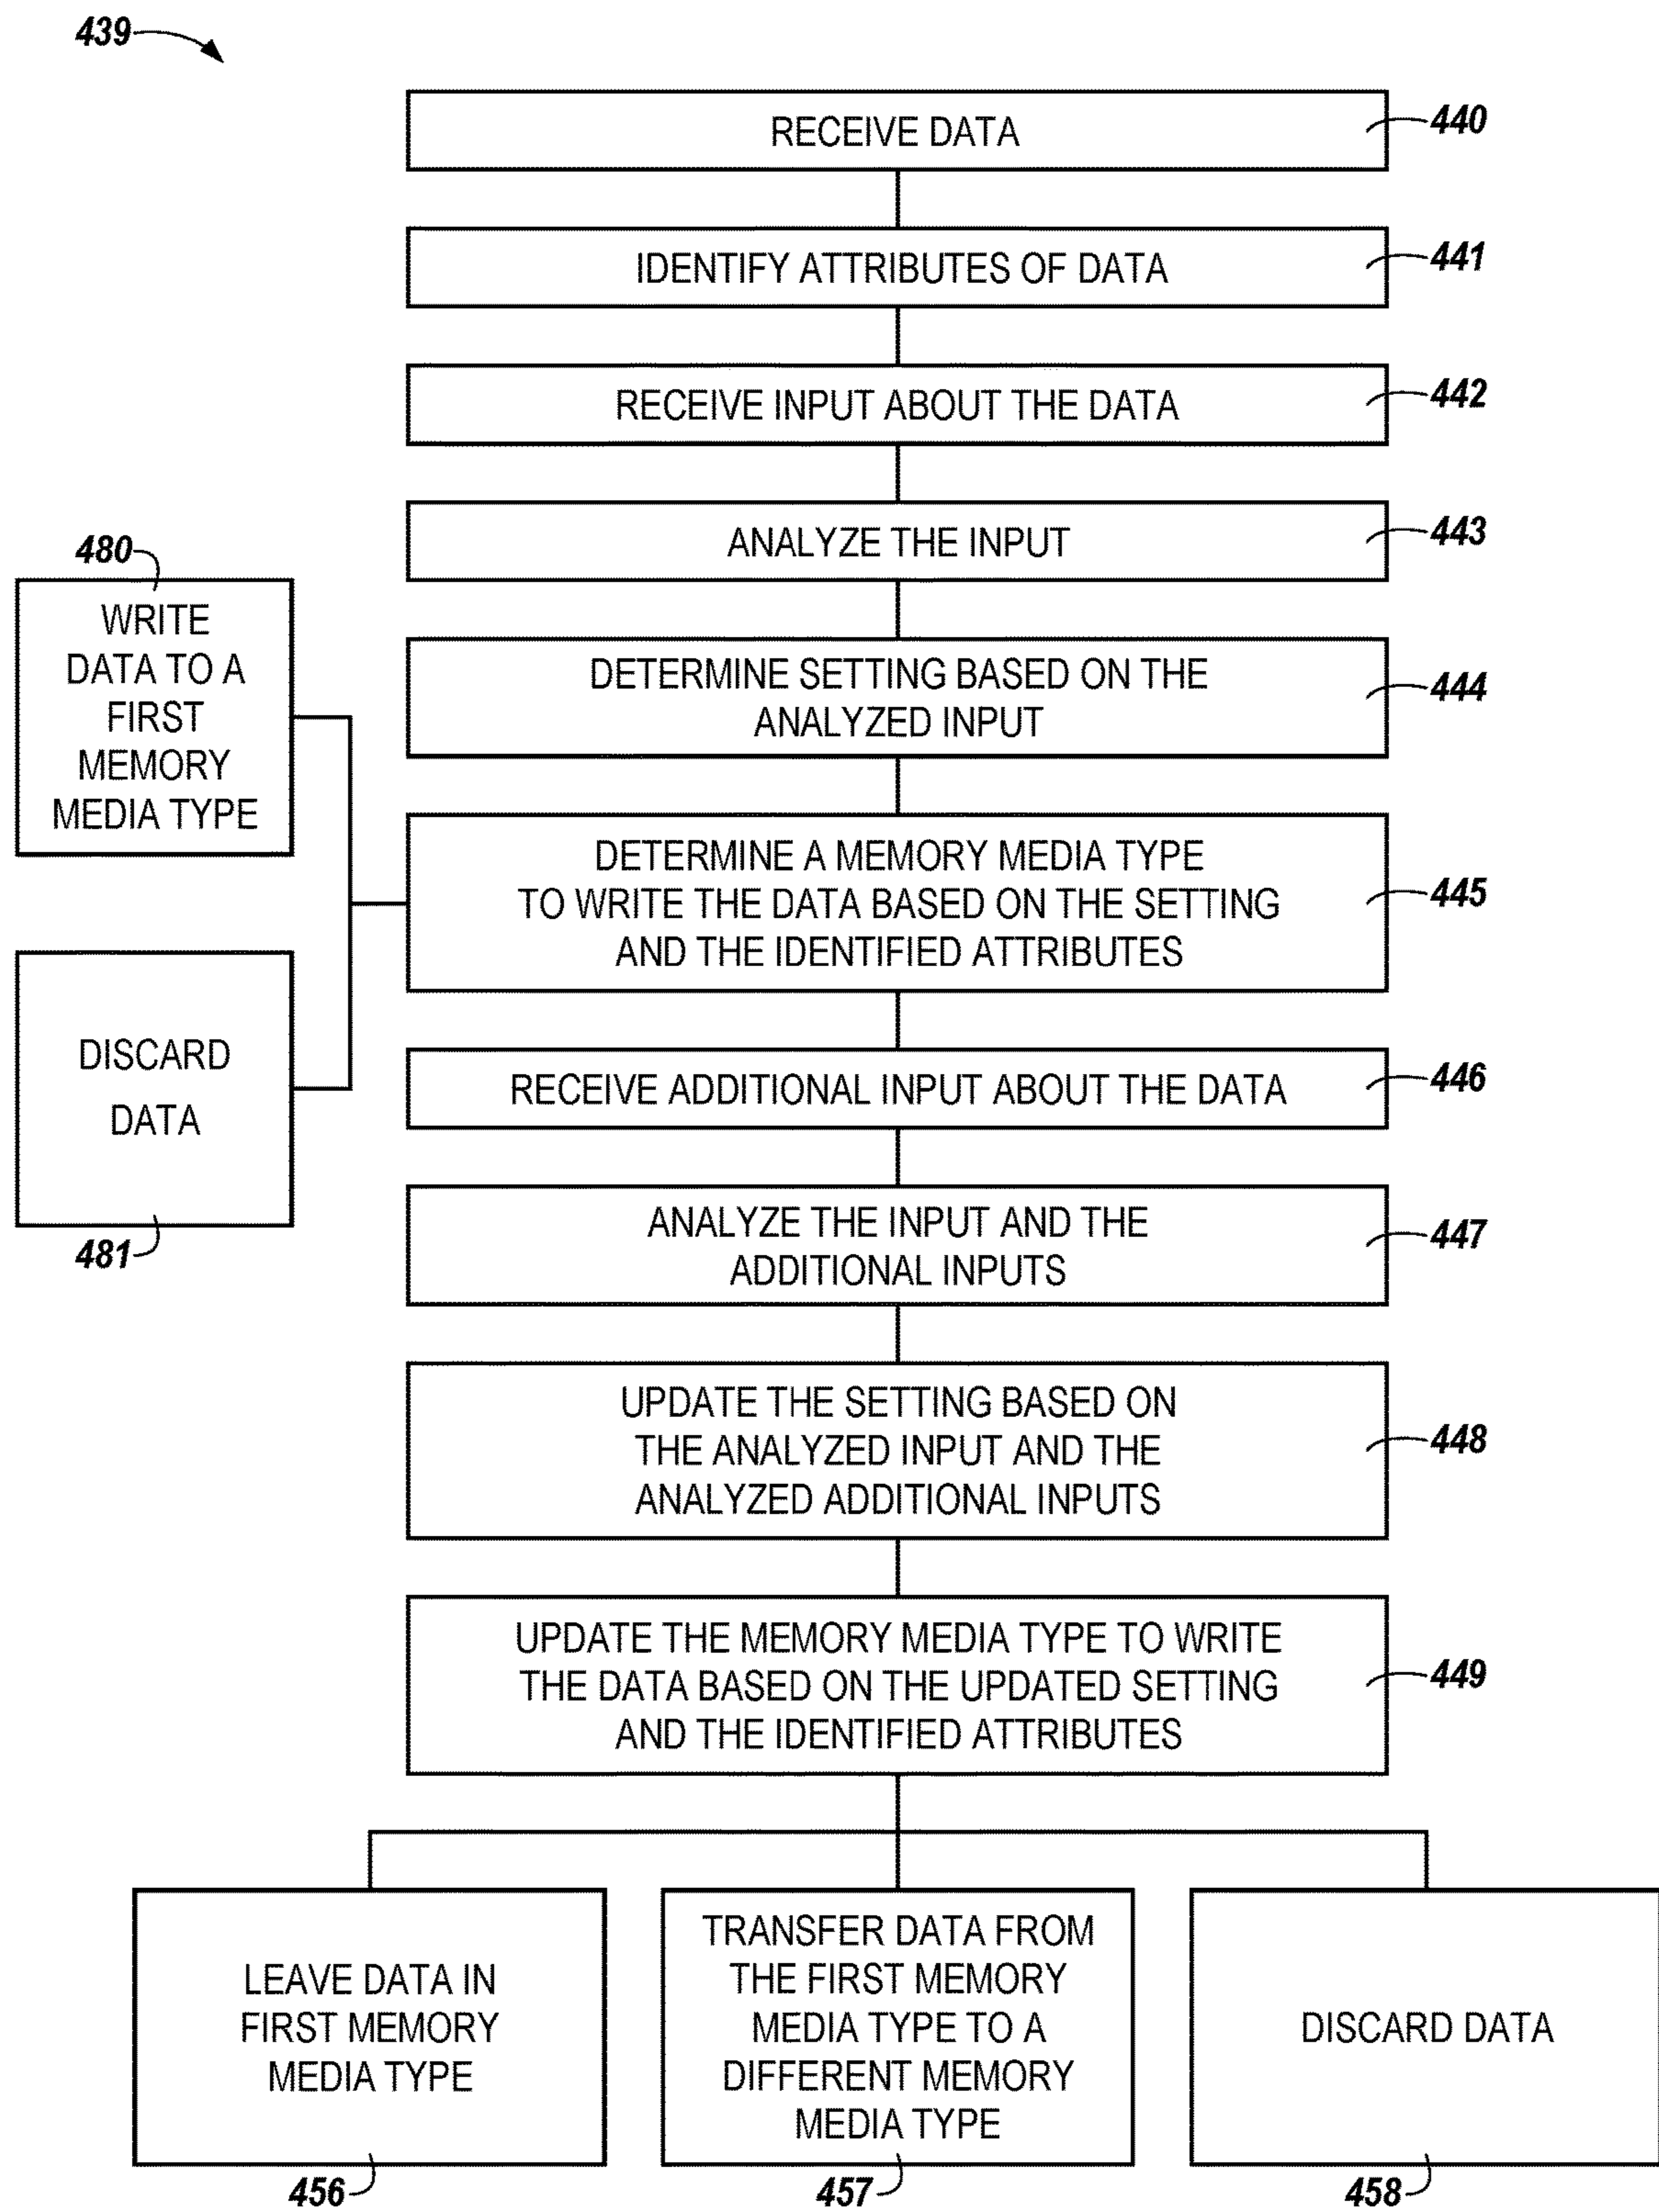 439
RECEIVE DATA
440
IDENTIFY ATTRIBUTES OF DATA
441
RECEIVE INPUT ABOUT THE DATA
442
ANALYZE THE INPUT
443
480
WRITE
DATA TO A
FIRST
MEMORY
MEDIA TYPE
DETERMINE SETTING BASED ON THE
ANALYZED INPUT
444
DETERMINE A MEMORY MEDIA TYPE
TO WRITE THE DATA BASED ON THE SETTING
AND THE IDENTIFIED ATTRIBUTES
445
DISCARD
DATA
481
RECEIVE ADDITIONAL INPUT ABOUT THE DATA
446
ANALYZE THE INPUT AND THE
ADDITIONAL INPUTS
447
UPDATE THE SETTING BASED ON
THE ANALYZED INPUT AND THE
ANALYZED ADDITIONAL INPUTS
448
UPDATE THE MEMORY MEDIA TYPE TO WRITE
THE DATA BASED ON THE UPDATED SETTING
AND THE IDENTIFIED ATTRIBUTES
449
LEAVE DATA IN
FIRST MEMORY
MEDIA TYPE
456
TRANSFER DATA FROM
THE FIRST MEMORY
MEDIA TYPE TO A
DIFFERENT MEMORY
MEDIA TYPE
457
DISCARD DATA
458